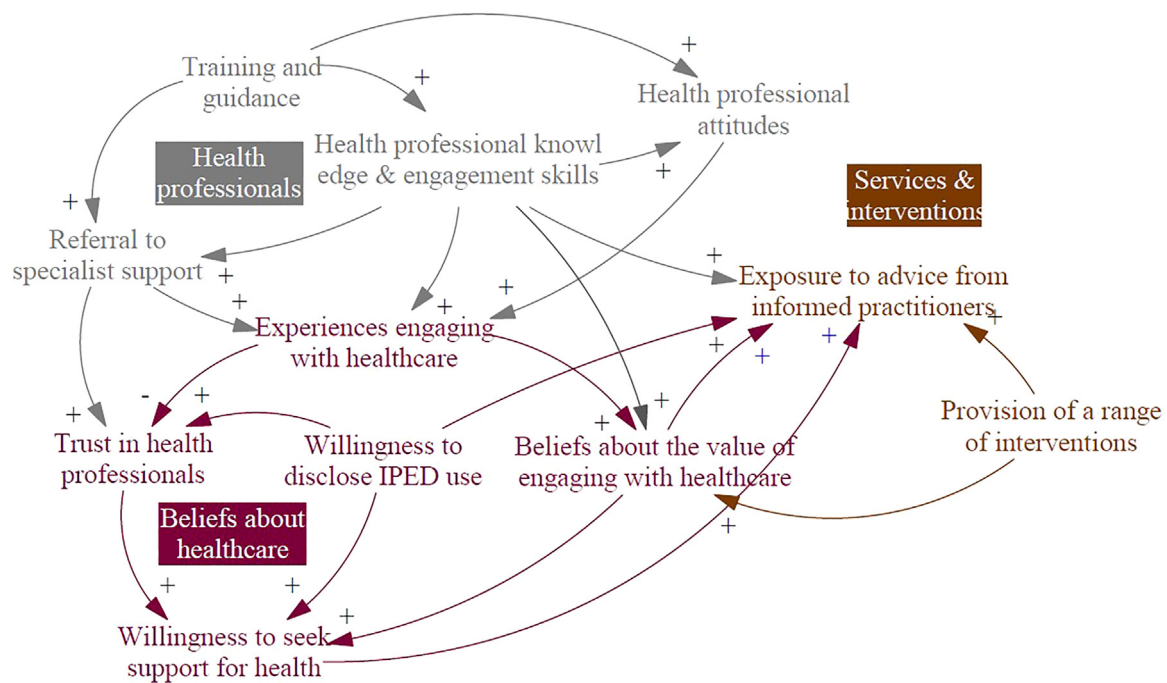 Training and
guidance
+
+
Health professional
attitudes
Health
professionals
Health professional knowl
edge & engagement skills
+
Services &
interventions
+
Referral to
specialist support
+
+
+
+
+
Exposure to advice from
informed practitioners
+
Experiences engaging
with healthcare
+
+
+
-
+
+
+
+
Trust in health
professionals
Willingness to
disclose IPED use
Beliefs about the value of
engaging with healthcare
Provision of a range
of interventions
+
Beliefs about
healthcare
+
+
+
Willingness to seek
support for health